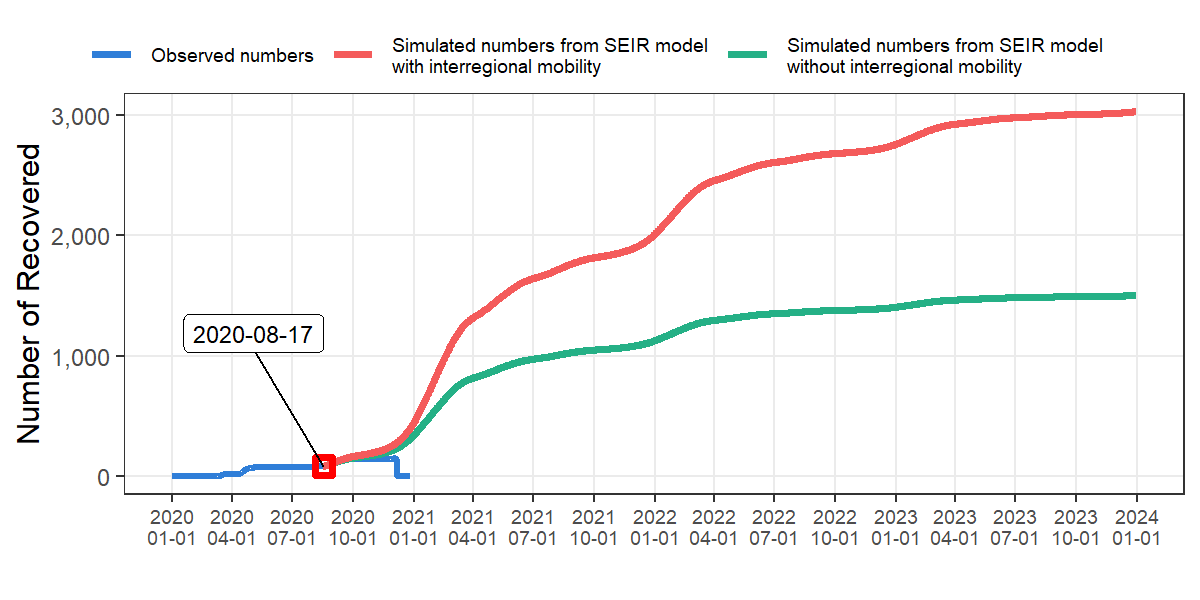 Observed numbers
Simulated numbers from SEIR model
with interregional mobility
Simulated numbers from SEIR model
without interregional mobility
Number of Recovered
3,000
2,000
1,000
0
2020-08-17
2020 2020 2020 2020 2021 2021 2021 2021 2022 2022 2022 2022 2023 2023 2023 2023 2024
01-01 04-01 07-01 10-01 01-01 04-01 07-01 10-01 01-01 04-01 07-01 10-01 01-01 04-01 07-01 10-01 01-01